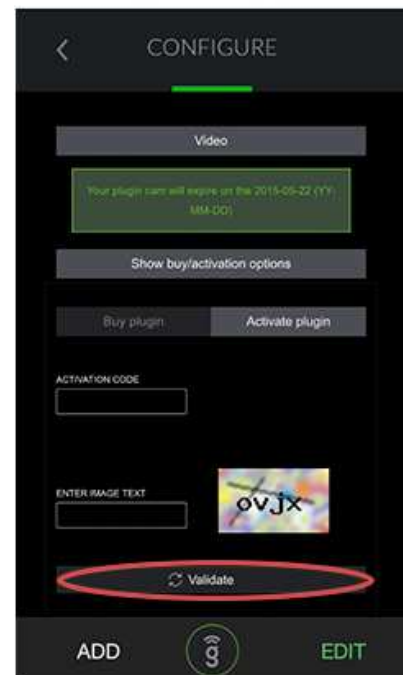 CONFIGURE
Video
Your plugin cam will expire on the 2015-05-22 (YY-
MM-DD)
Show buy/activation options
Buy plugin
Activate plugin
ACTIVATION CODE
ENTER IMAGE TEXT
ovjx
Validate
ADD
g
EDIT